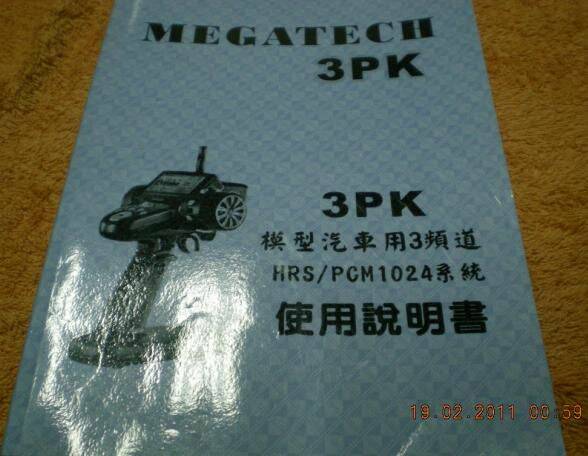 MEGATECH
3PK
3PK
模型汽車用3頻道
HRS/PCM1024系統
使用說明書
19.02.2011 00:59